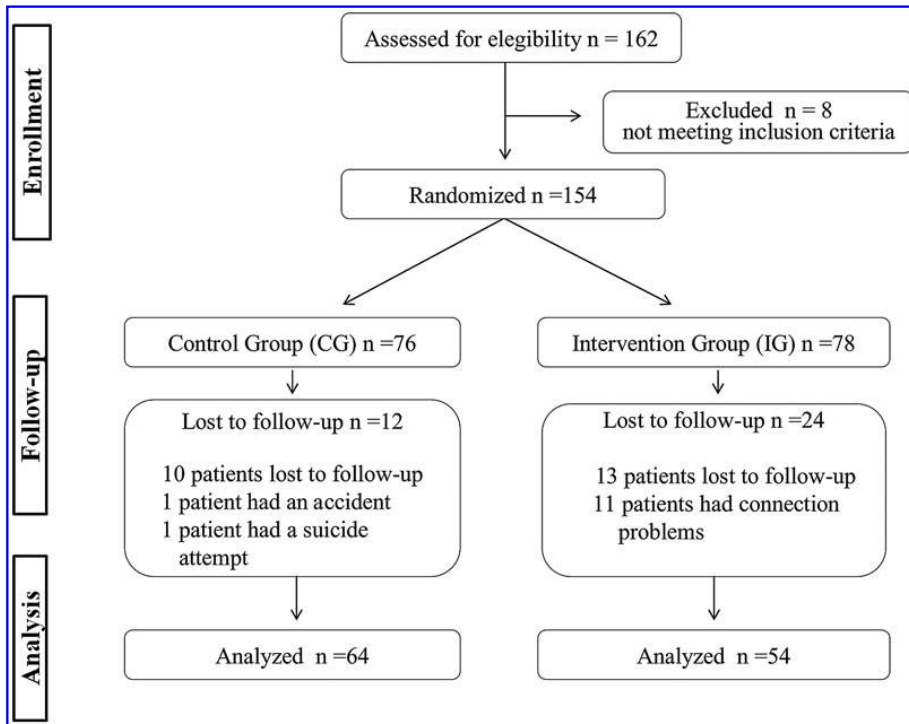 Enrollment
Assessed for elegibility n = 162
Excluded  n = 8
not meeting inclusion criteria
Randomized n =154
Follow-up
Control Group (CG) n =76
Intervention Group (IG) n =78
Lost to follow-up n =12
10 patients lost to follow-up
1 patient had an accident
1 patient had a suicide
attempt
Lost to follow-up n =24
13 patients lost to follow-up
11 patients had connection
problems
Analysis
Analyzed  n =64
Analyzed  n =54